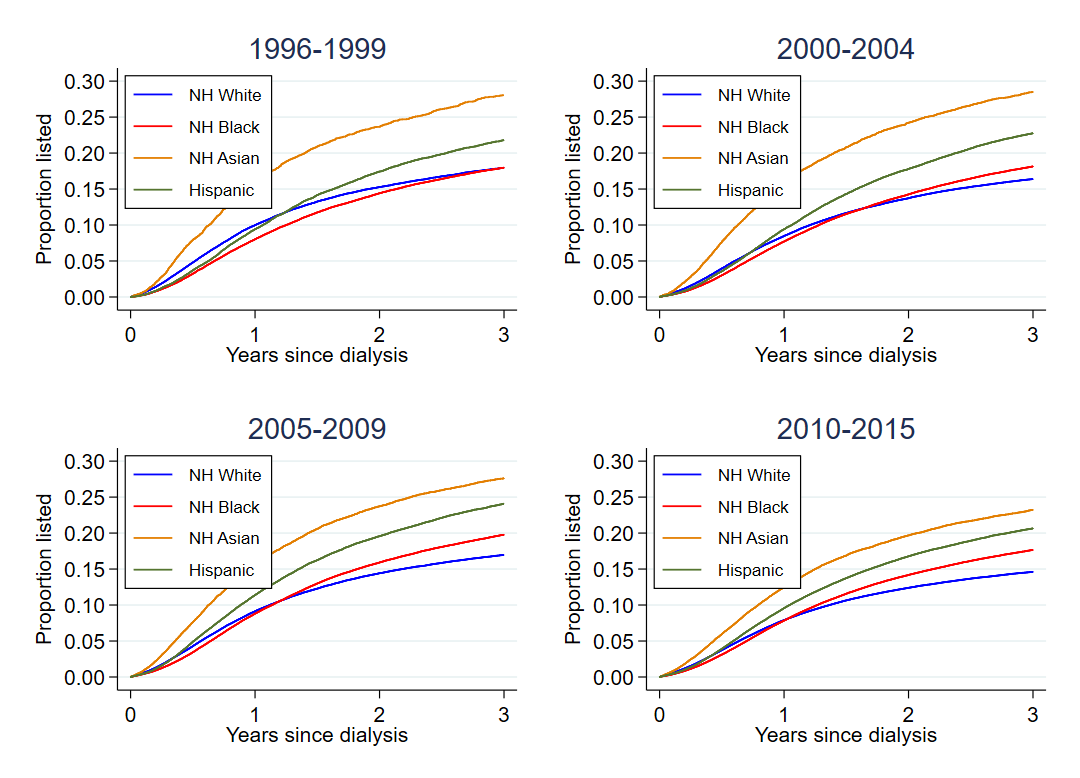 1996-1999
Proportion listed
0.30
0.25
0.20
0.15
0.10
0.05
0.00
NH White
NH Black
NH Asian
Hispanic
0 1 2 3
Years since dialysis
2000-2004
Proportion listed
0.30
0.25
0.20
0.15
0.10
0.05
0.00
NH White
NH Black
NH Asian
Hispanic
0 1 2 3
Years since dialysis
2005-2009
Proportion listed
0.30
0.25
0.20
0.15
0.10
0.05
0.00
NH White
NH Black
NH Asian
Hispanic
0 1 2 3
Years since dialysis
2010-2015
Proportion listed
0.30
0.25
0.20
0.15
0.10
0.05
0.00
NH White
NH Black
NH Asian
Hispanic
0 1 2 3
Years since dialysis